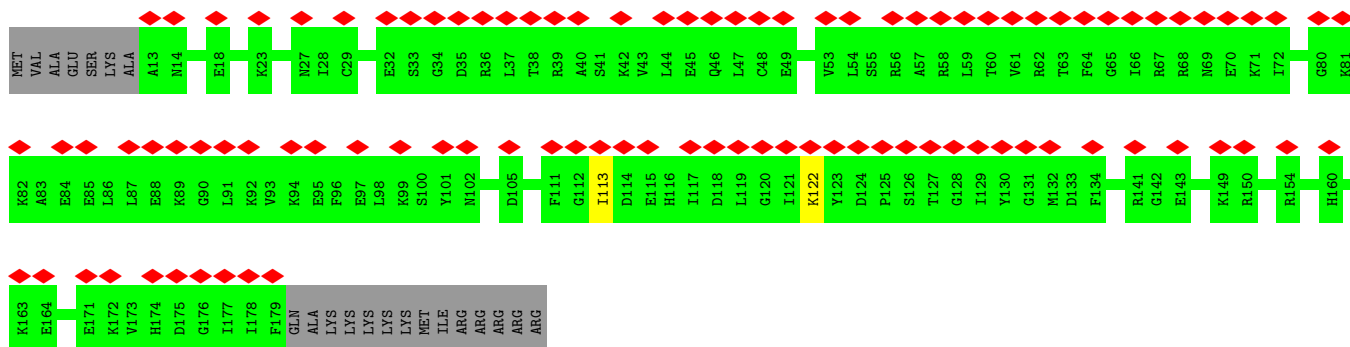 MET VAL ALA GLU SER LYS ALA A13 N14 E18 K23 N27 I28 C29 E32 S33 G34 D35 R36 L37 T38 R39 A40 S41 K42 V43 L44 E45 Q46 L47 C48 E49 V53 L54 S55 R56 A57 R58 L59 T60 V61 R62 T63 F64 G65 I66 R67 R68 N69 E70 K71 I72 G80 K81
K82 A83 E84 E85 L86 L87 E88 K89 G90 L91 K92 V93 K94 E95 F96 E97 L98 K99 S100 Y101 N102 D105 F111 G112 I113 D114 E115 H116 I117 D118 L119 G120 I121 K122 Y123 D124 P125 S126 T127 G128 I129 Y130 G131 M132 D133 F134 R141 G142 E143 K149 R150 R154 H160
K163 E164 E171 K172 V173 H174 D175 G176 I177 I178 F179 GLN ALA LYS LYS LYS LYS LYS MET ILE ARG ARG ARG ARG ARG